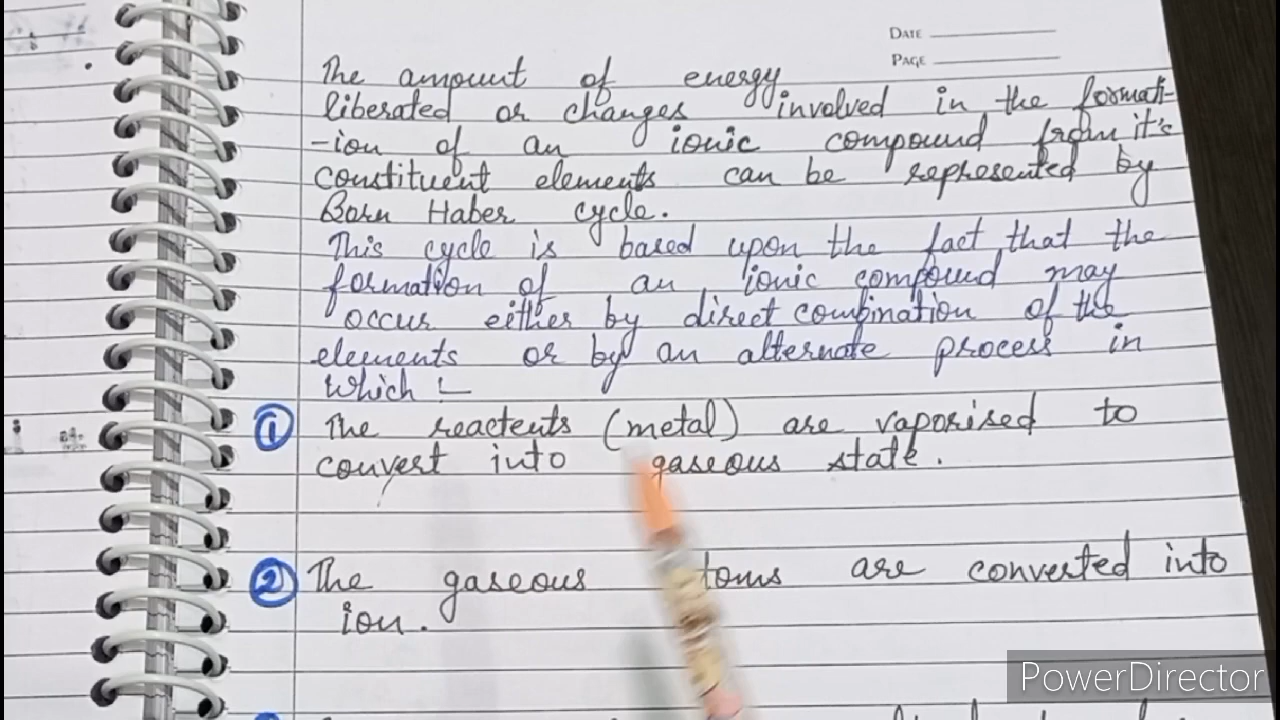 DATE
PAGE
The amount of energy
liberated or changes involved in the formati-
-ion of an ionic compound from it's
constituent elements can be represented by
Born Haber cycle.
This cycle is based upon the fact that the
formation of an ionic compound may
occur either by direct combination of the
elements or by an alternate process in
which :-
① The reactents (metal) are vaporised to
convert into gaseous state.
② The gaseous toms are converted into
ion.
PowerDirector